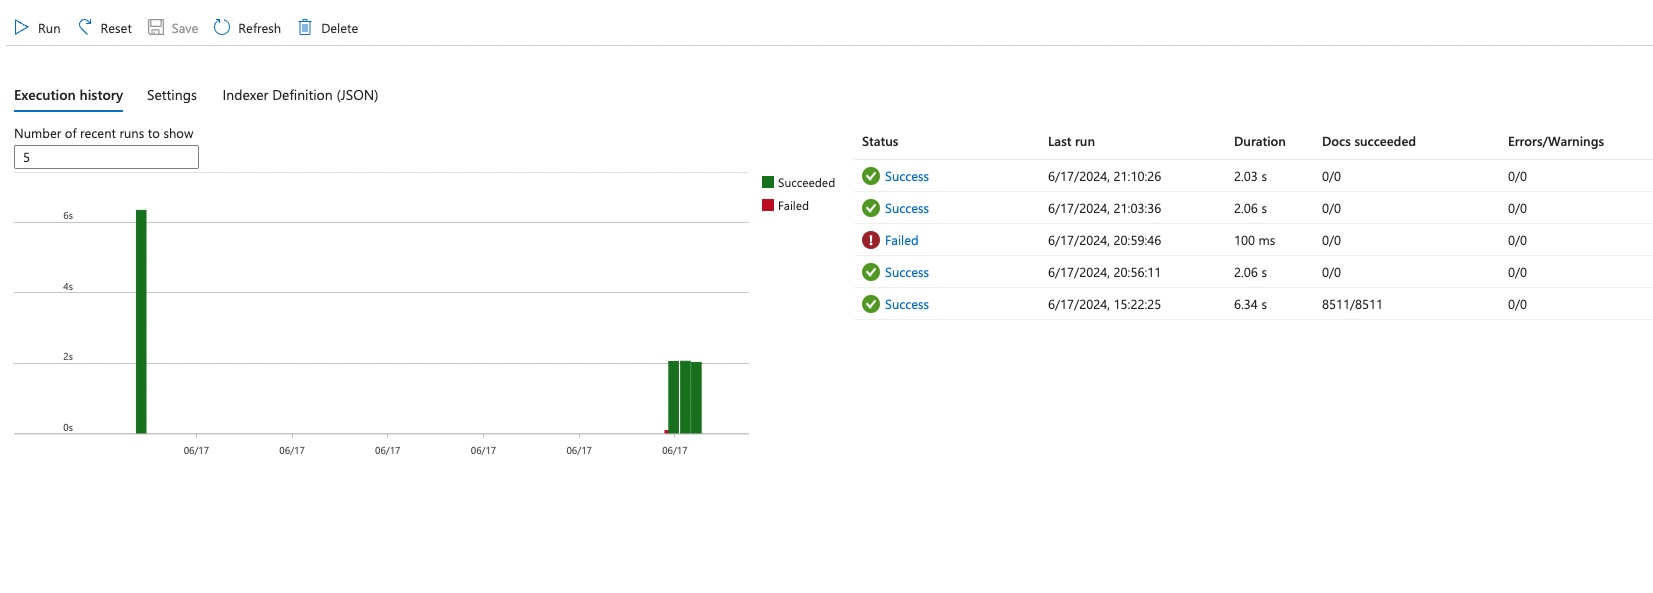 Run Reset Save Refresh Delete
Execution history Settings Indexer Definition (JSON)
Number of recent runs to show
5
6s
4s
2s
0s
06/17 06/17 06/17 06/17 06/17 06/17
Succeeded
Failed
Status Last run Duration Docs succeeded Errors/Warnings
Success 6/17/2024, 21:10:26 2.03 s 0/0 0/0
Success 6/17/2024, 21:03:36 2.06 s 0/0 0/0
Failed 6/17/2024, 20:59:46 100 ms 0/0 0/0
Success 6/17/2024, 20:56:11 2.06 s 0/0 0/0
Success 6/17/2024, 15:22:25 6.34 s 8511/8511 0/0